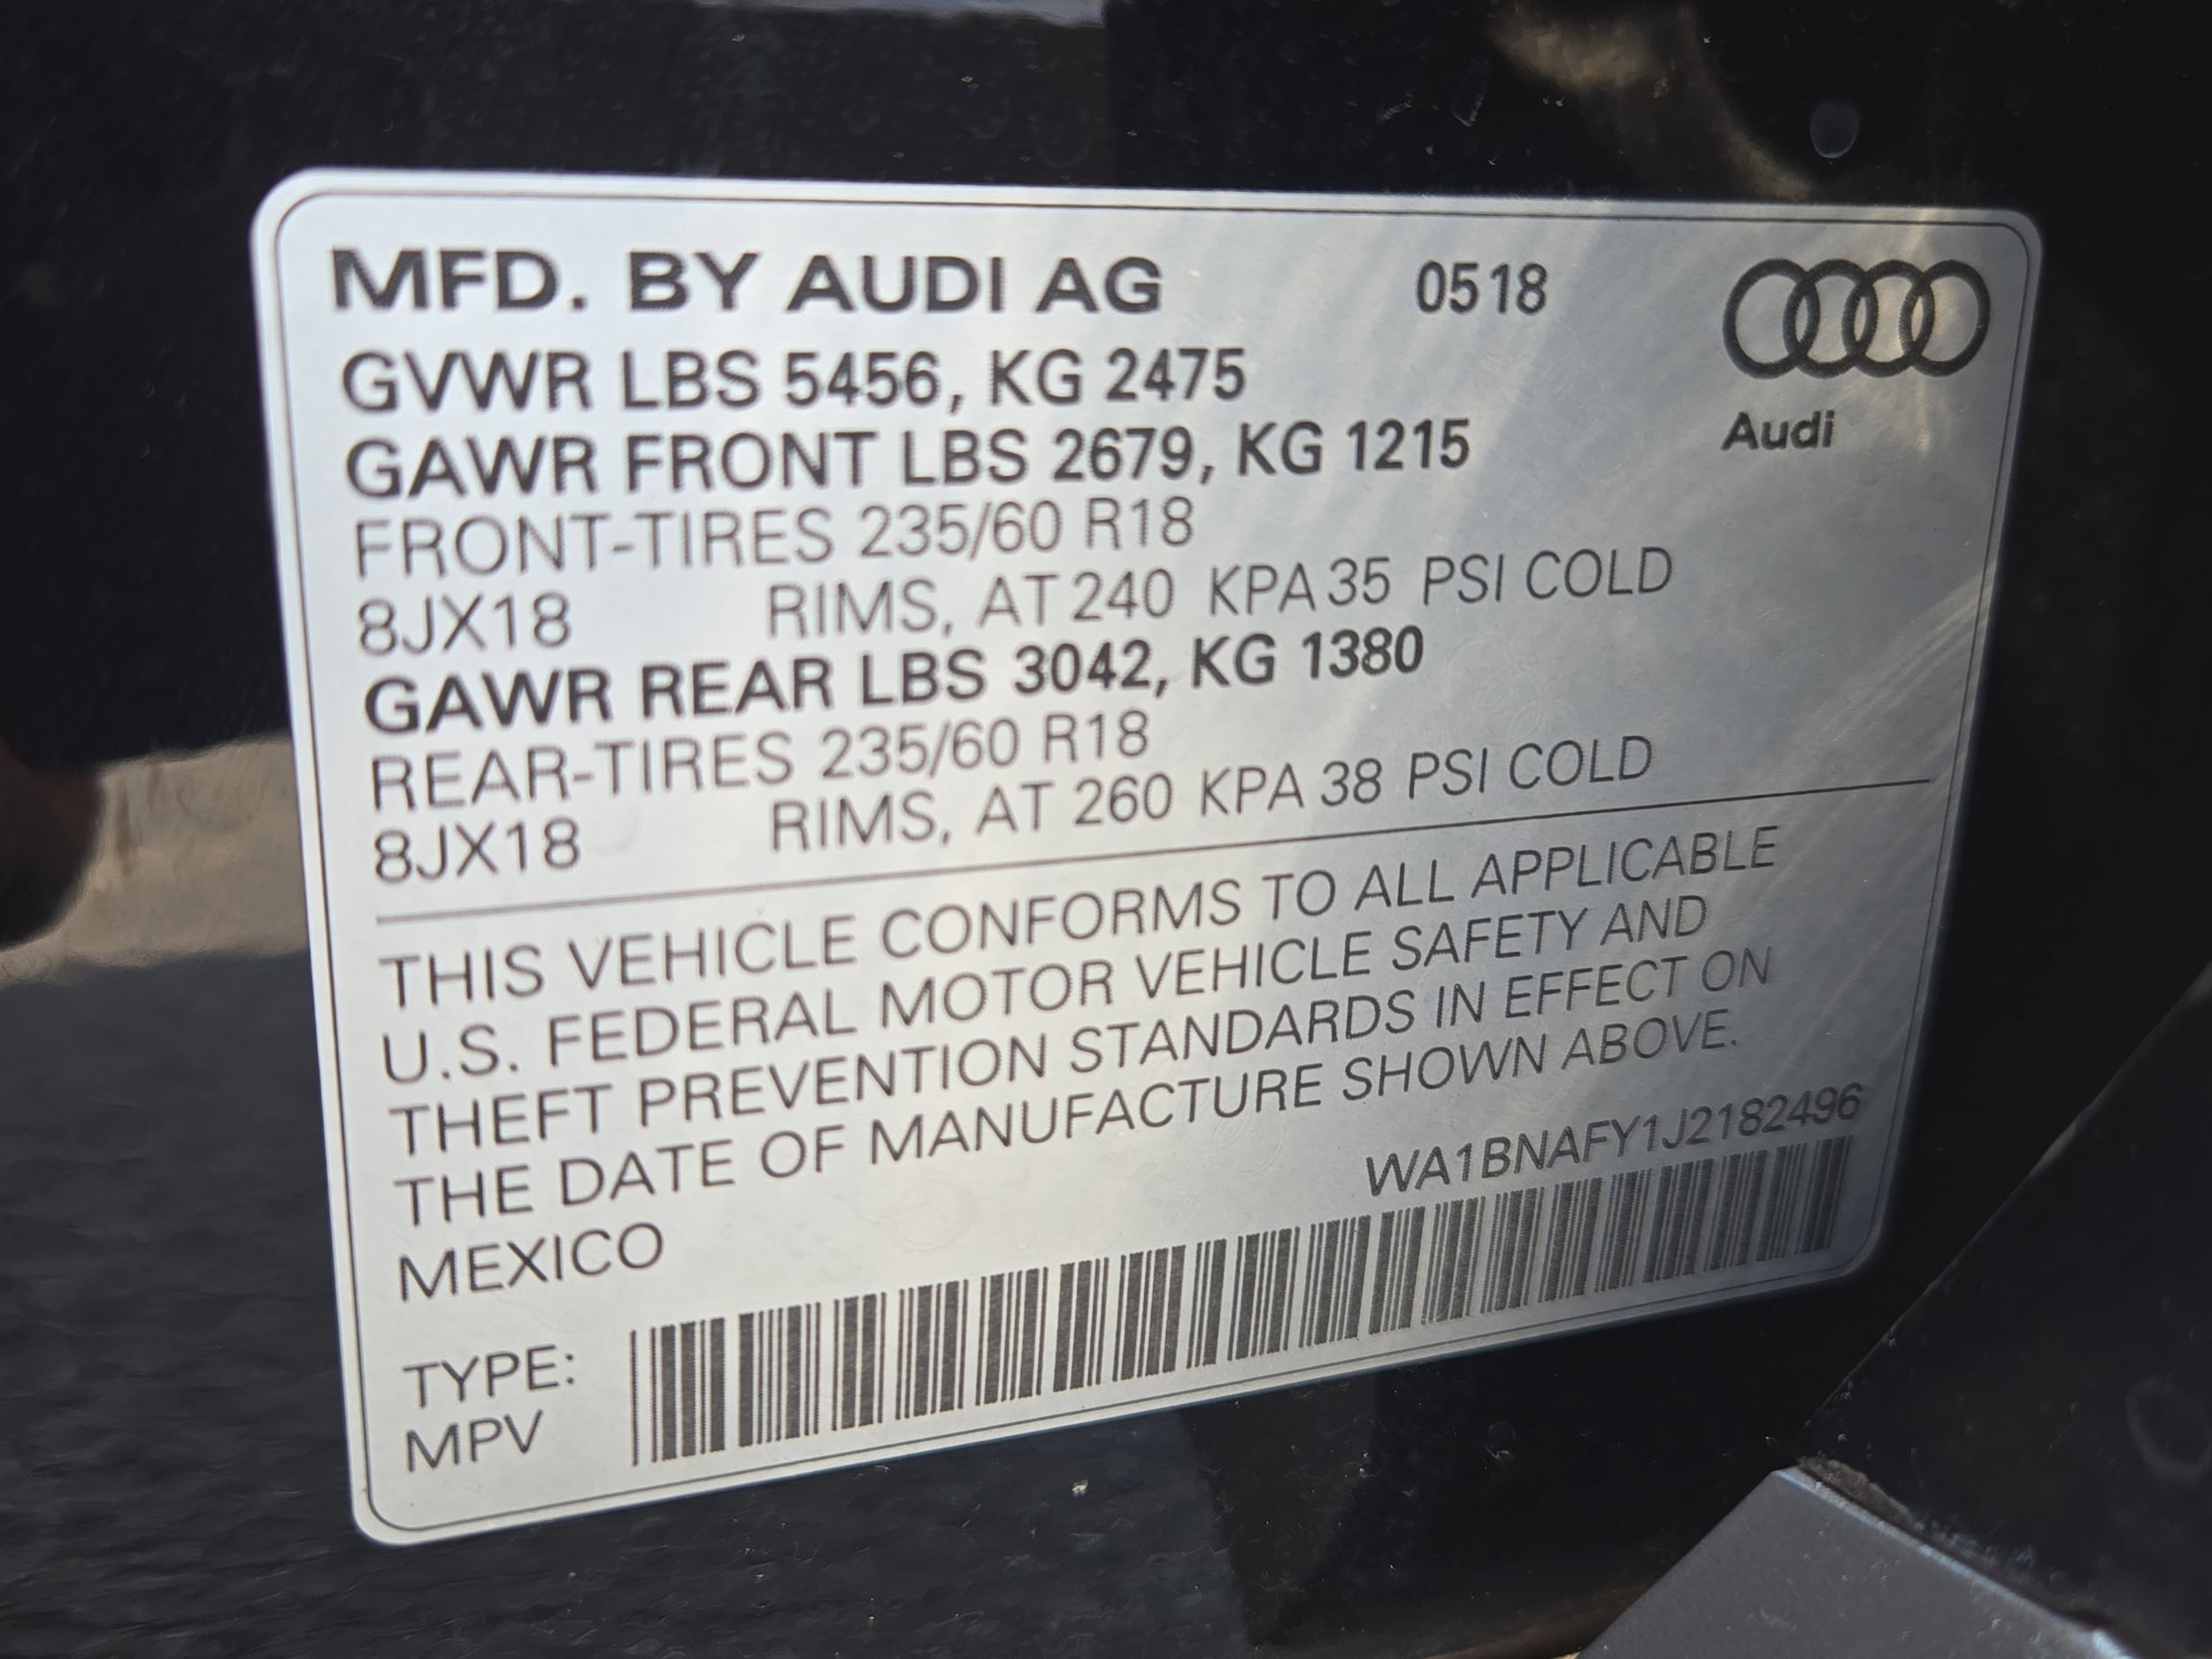 MFD. BY AUDI AG 0518
GVWR LBS 5456, KG 2475
Audi
GAWR FRONT LBS 2679, KG 1215
FRONT-TIRES 235/60 R18
8JX18 RIMS, AT 240 KPA 35 PSI COLD
GAWR REAR LBS 3042, KG 1380
REAR-TIRES 235/60 R18
8JX18 RIMS, AT 260 KPA 38 PSI COLD
THIS VEHICLE CONFORMS TO ALL APPLICABLE
U.S. FEDERAL MOTOR VEHICLE SAFETY AND
THEFT PREVENTION STANDARDS IN EFFECT ON
THE DATE OF MANUFACTURE SHOWN ABOVE.
MEXICO WA1BNAFY1J2182496
TYPE:
MPV